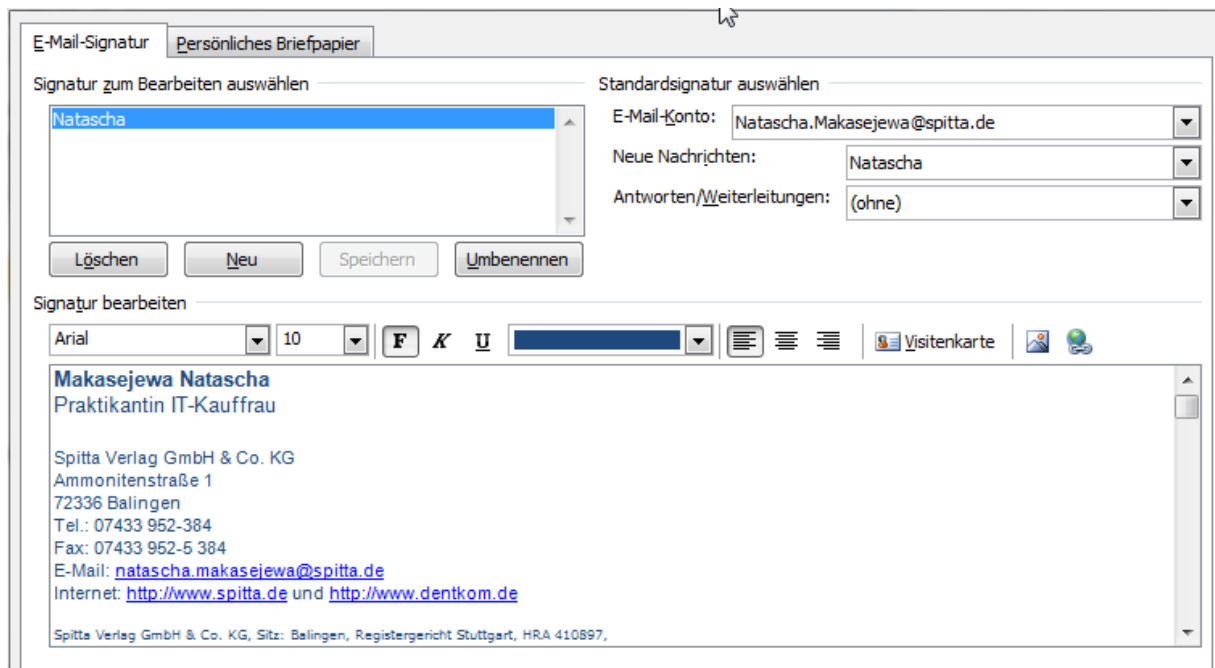 E-Mail-Signatur
Persönliches Briefpapier
Signatur zum Bearbeiten auswählen
Natascha
Löschen
Neu
Speichern
Umbenennen
Standardsignatur auswählen
E-Mail-Konto: Natascha.Makasejewa@spitta.de
Neue Nachrichten: Natascha
Antworten/Weiterleitungen: (ohne)
Signatur bearbeiten
Arial 10 F K U Visitenkarte
Makasejewa Natascha
Praktikantin IT-Kauffrau
Spitta Verlag GmbH & Co. KG
Ammonitenstraße 1
72336 Balingen
Tel.: 07433 952-384
Fax: 07433 952-5 384
E-Mail: natascha.makasejewa@spitta.de
Internet: http://www.spitta.de und http://www.dentkom.de
Spitta Verlag GmbH & Co. KG, Sitz: Balingen, Registergericht Stuttgart, HRA 410897,